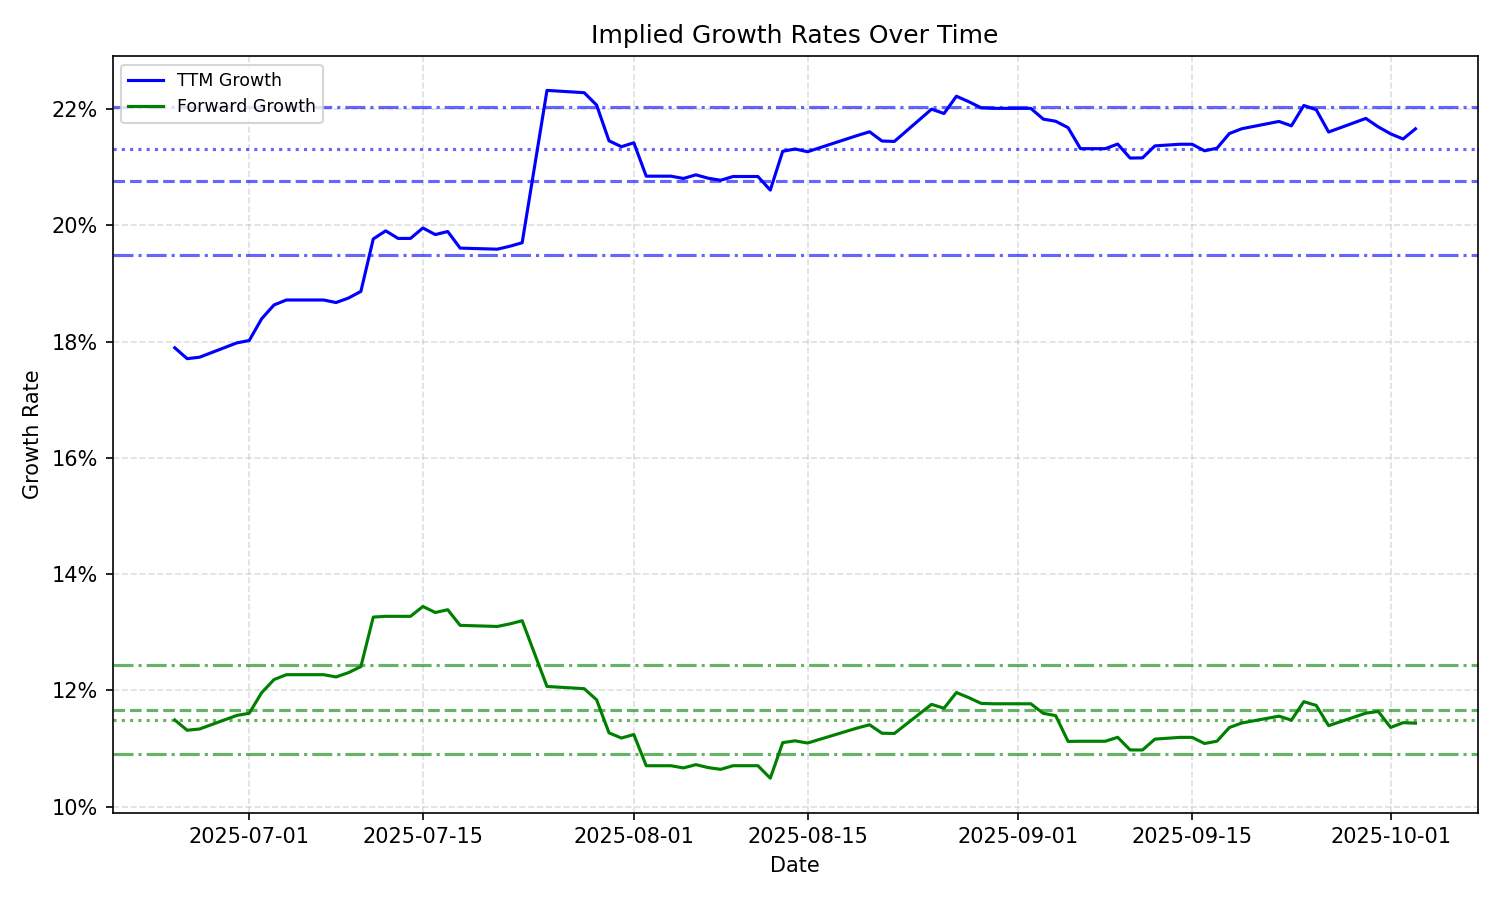 Implied Growth Rates Over Time
TTM Growth
Forward Growth
Growth Rate
22%
20%
18%
16%
14%
12%
10%
2025-07-01
2025-07-15
2025-08-01
2025-08-15
2025-09-01
2025-09-15
2025-10-01
Date